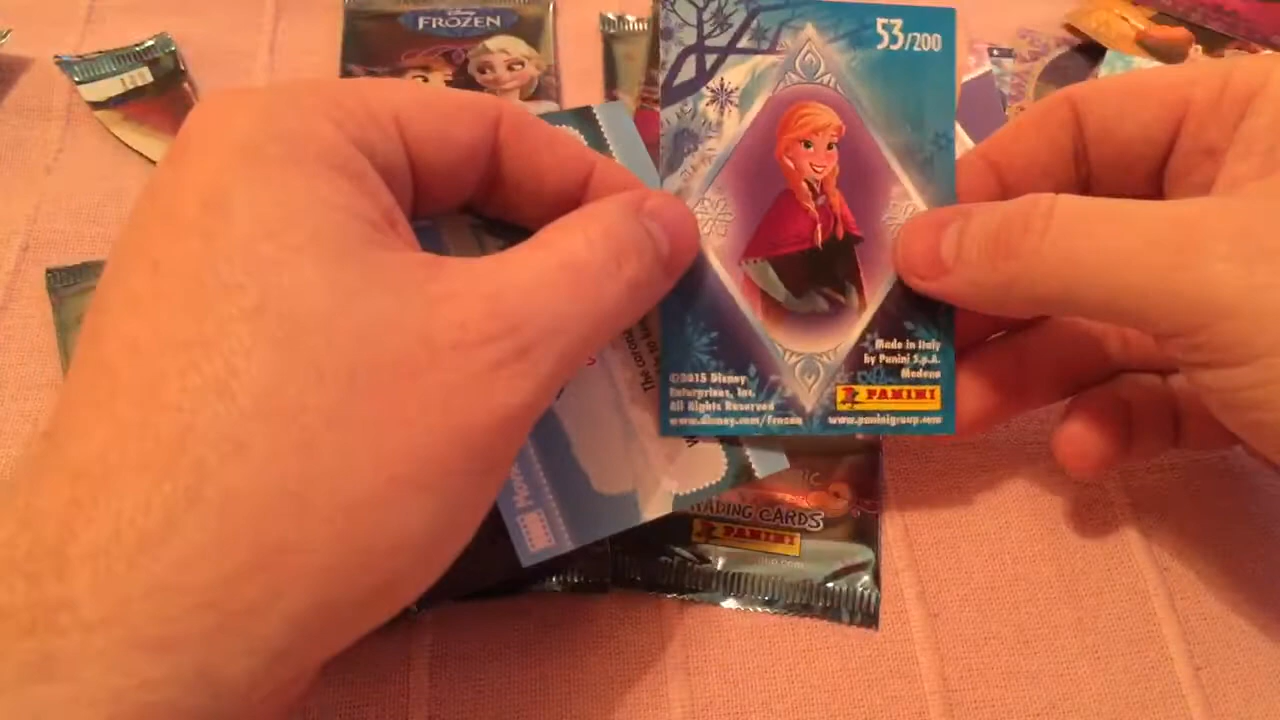 Disney
FROZEN
53/200
Made in Italy
by Panini S.p.A.
Modena
PANINI
www.paninigroup.com
©2015 Disney
Enterprises, Inc.
All Rights Reserved
www.disney.com/frozen
TRADING CARDS
PANINI